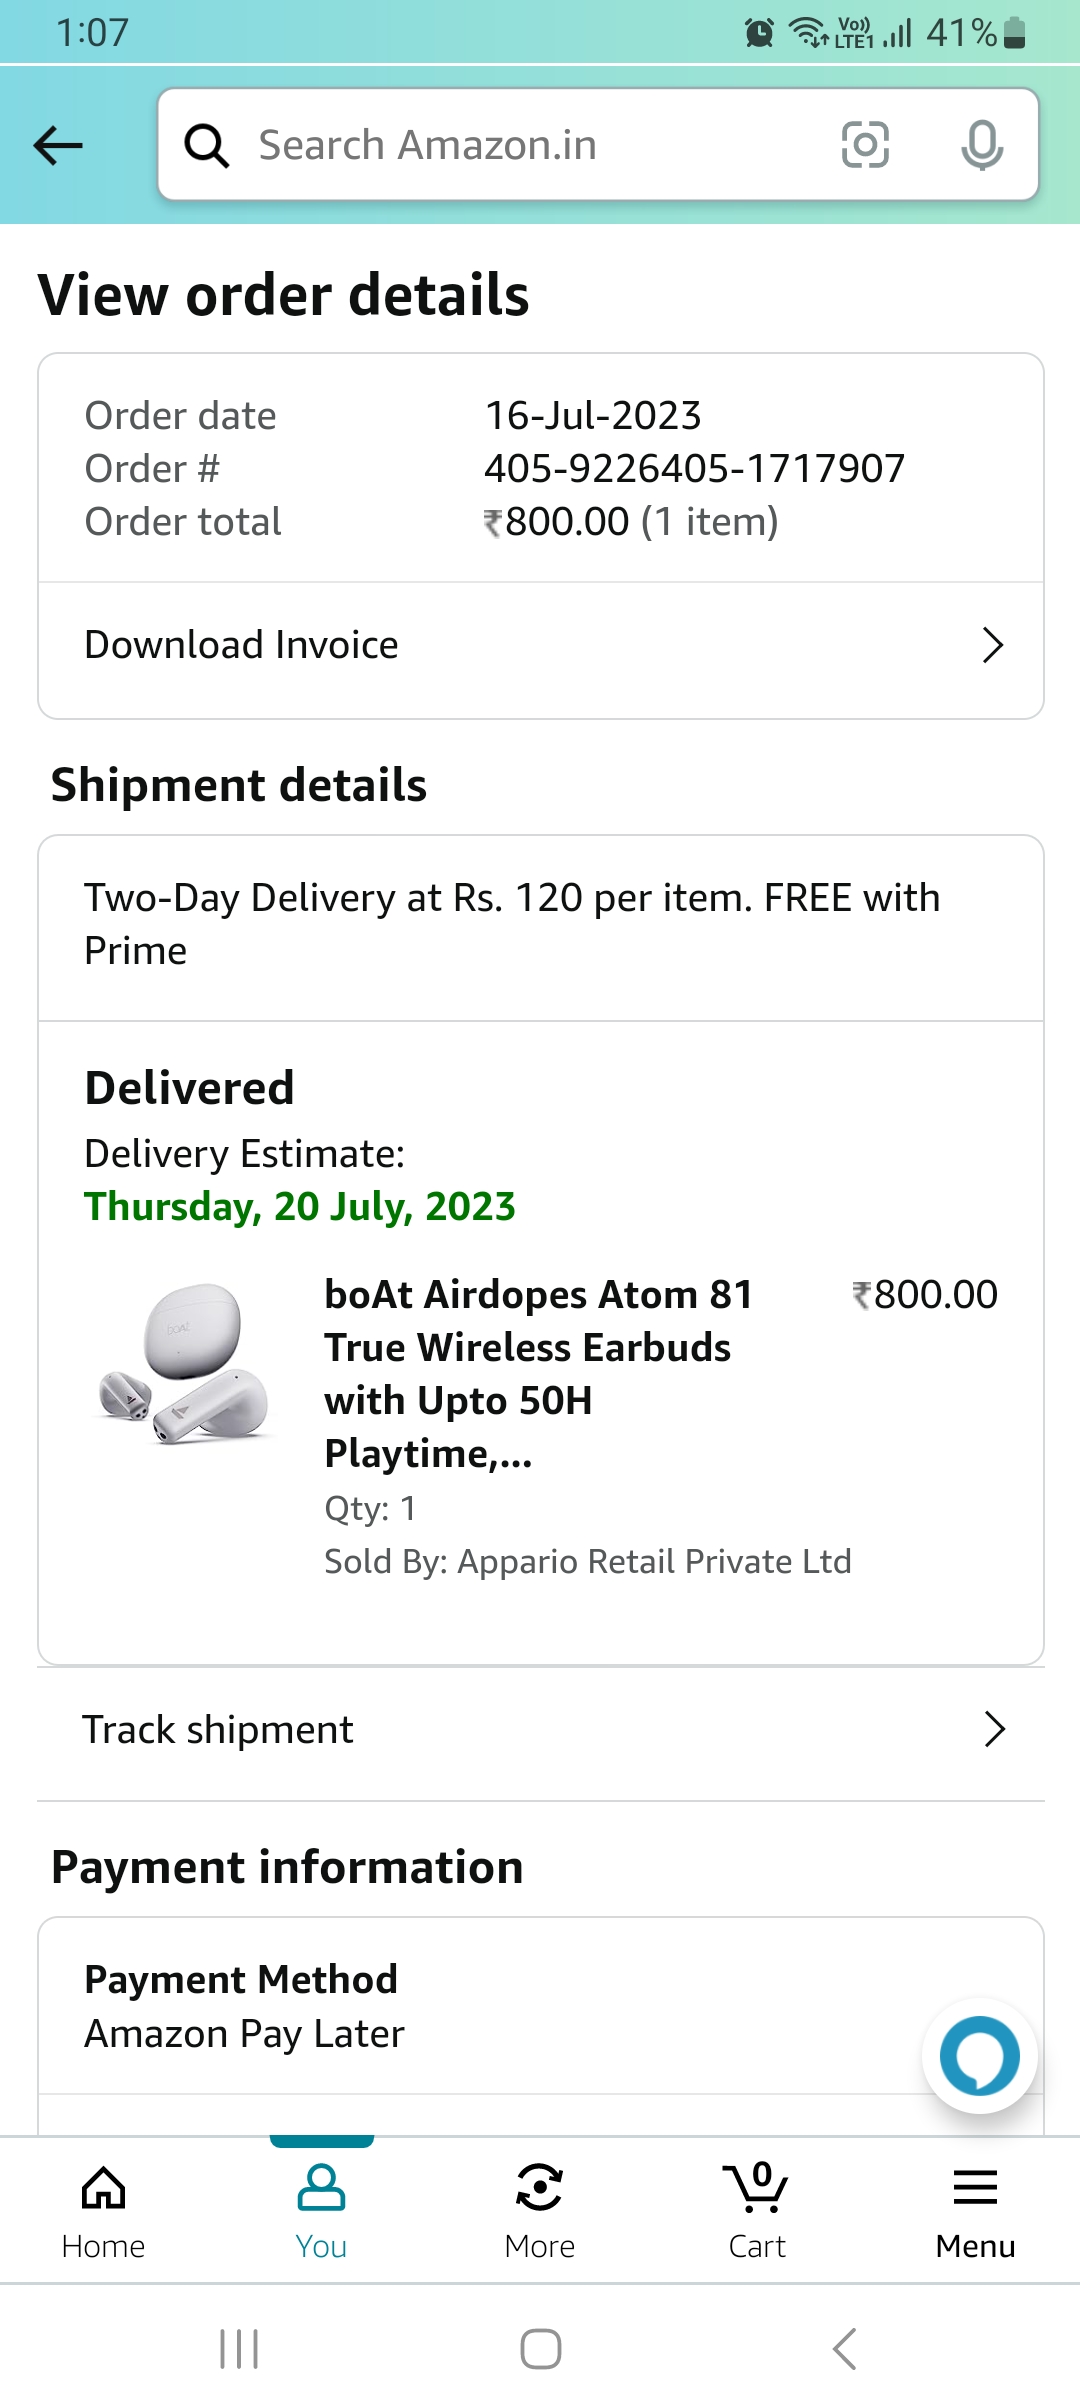 1:07
Vo))
LTE1
41%
Search Amazon.in
View order details
Order date 16-Jul-2023
Order # 405-9226405-1717907
Order total ₹800.00 (1 item)
Download Invoice
Shipment details
Two-Day Delivery at Rs. 120 per item. FREE with
Prime
Delivered
Delivery Estimate:
Thursday, 20 July, 2023
boAt
boAt Airdopes Atom 81 ₹800.00
True Wireless Earbuds
with Upto 50H
Playtime,...
Qty: 1
Sold By: Appario Retail Private Ltd
Track shipment
Payment information
Payment Method
Amazon Pay Later
0
Home You More Cart Menu